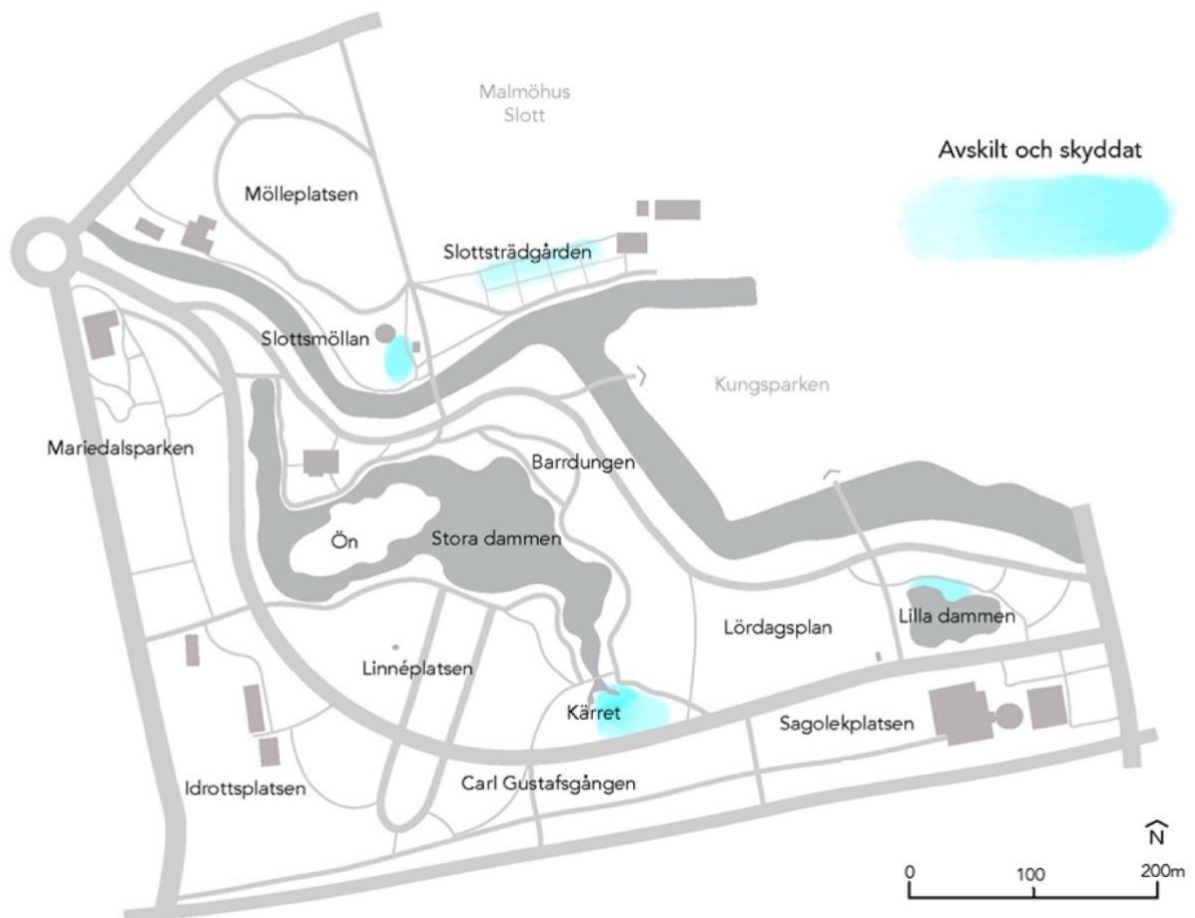 Malmöhus
Slott
Avskilt och skyddat
Mölleplatsen
Slottsträdgården
Slottsmöllan
Kungsparken
Mariedalsparken
Barrdungen
Ön
Stora dammen
Lilla dammen
Lördagsplan
Linnéplatsen
Kärret
Sagolekplatsen
Idrottsplatsen
Carl Gustafsgången
N
0
100
200m